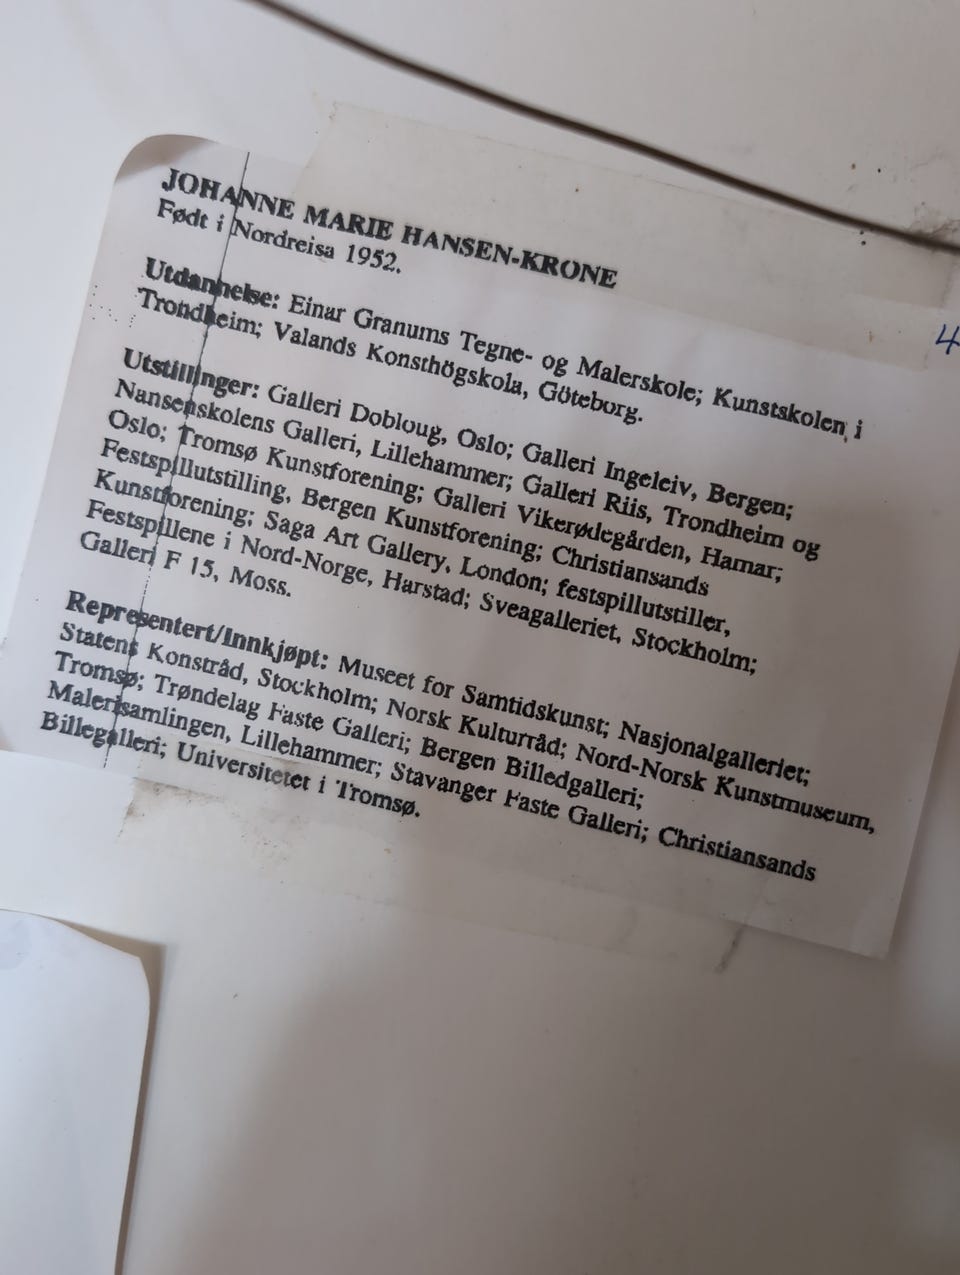 JOHANNE MARIE HANSEN-KRONE
Født i Nordreisa 1952.
Utdannelse: Einar Granums Tegne- og Malerskole; Kunstskolen i
Trondheim; Valands Konsthögskola, Göteborg.
Utstillinger: Galleri Dobloug, Oslo; Galleri Ingeleiv, Bergen;
Nansenskolens Galleri, Lillehammer; Galleri Riis, Trondheim og
Oslo; Tromsø Kunstforening; Galleri Vikerødegården, Hamar;
Festspillutstilling, Bergen Kunstforening; Christiansands
Kunstforening; Saga Art Gallery, London; festspillutstiller,
Festspillene i Nord-Norge, Harstad; Sveagalleriet, Stockholm;
Galleri F 15, Moss.
Representert/Innkjøpt: Museet for Samtidskunst; Nasjonalgalleriet;
Statens Konstråd, Stockholm; Norsk Kulturråd; Nord-Norsk Kunstmuseum,
Tromsø; Trøndelag Faste Galleri; Bergen Billedgalleri;
Malerisamlingen, Lillehammer; Stavanger Faste Galleri; Christiansands
Billegalleri; Universitetet i Tromsø.
4